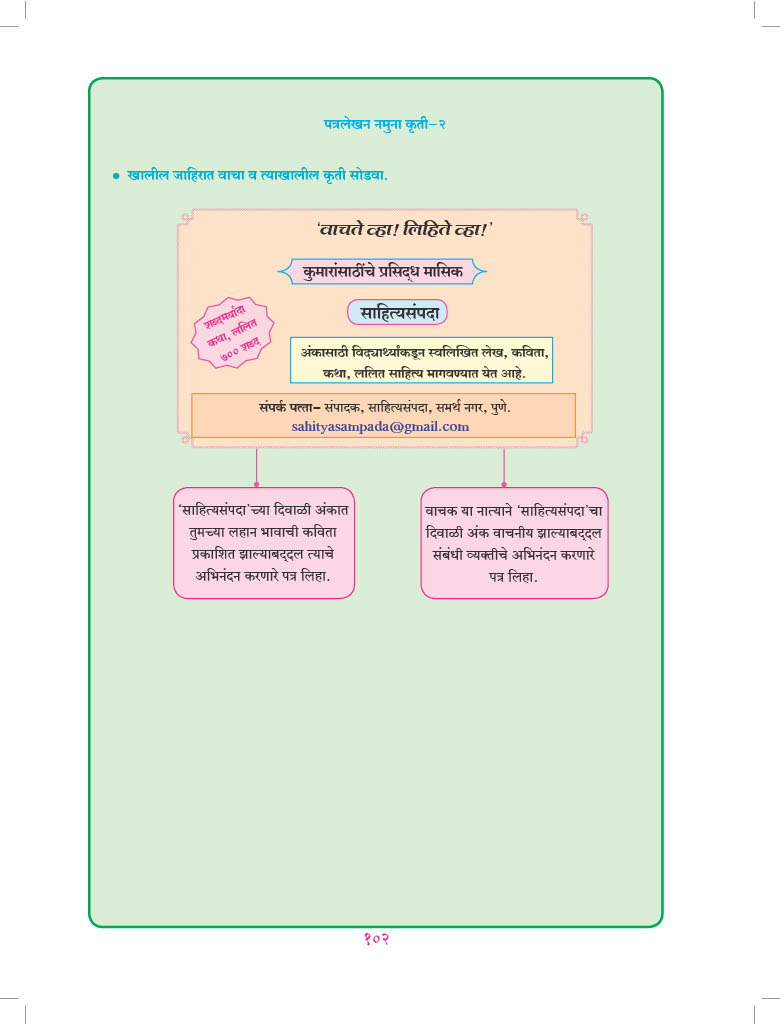 पत्रलेखन नमुना कृती–२
● खालील जाहिरात वाचा व त्याखालील कृती सोडवा.
‘वाचते व्हा! लिहिते व्हा!’
कुमारांसाठींचे प्रसिद्ध मासिक
साहित्यसंपदा
शब्दमर्यादा
कथा, ललित
७०० शब्द
अंकासाठी विद्यार्थ्यांकडून स्वलिखित लेख, कविता,
कथा, ललित साहित्य मागवण्यात येत आहे.
संपर्क पत्ता– संपादक, साहित्यसंपदा, समर्थ नगर, पुणे.
sahityasampada@gmail.com
‘साहित्यसंपदा’च्या दिवाळी अंकात
तुमच्या लहान भावाची कविता
प्रकाशित झाल्याबद्दल त्याचे
अभिनंदन करणारे पत्र लिहा.
वाचक या नात्याने ‘साहित्यसंपदा’चा
दिवाळी अंक वाचनीय झाल्याबद्दल
संबंधी व्यक्तीचे अभिनंदन करणारे
पत्र लिहा.
१०२